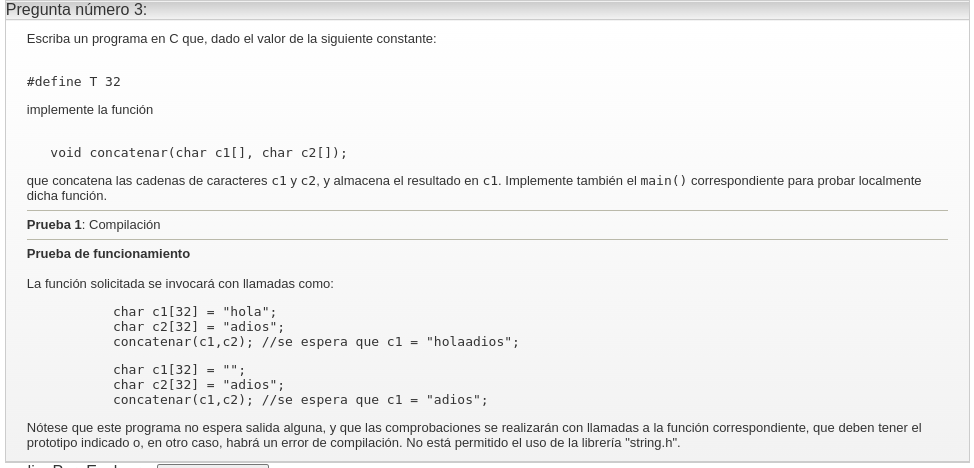 Pregunta número 3:
Escriba un programa en C que, dado el valor de la siguiente constante:
#define T 32
implemente la función
void concatenar(char c1[], char c2[]);
que concatena las cadenas de caracteres c1 y c2, y almacena el resultado en c1. Implemente también el main() correspondiente para probar localmente
dicha función.
Prueba 1: Compilación
Prueba de funcionamiento
La función solicitada se invocará con llamadas como:
char c1[32] = "hola";
char c2[32] = "adios";
concatenar(c1,c2); //se espera que c1 = "holaadios";
char c1[32] = "";
char c2[32] = "adios";
concatenar(c1,c2); //se espera que c1 = "adios";
Nótese que este programa no espera salida alguna, y que las comprobaciones se realizarán con llamadas a la función correspondiente, que deben tener el
prototipo indicado o, en otro caso, habrá un error de compilación. No está permitido el uso de la librería "string.h".